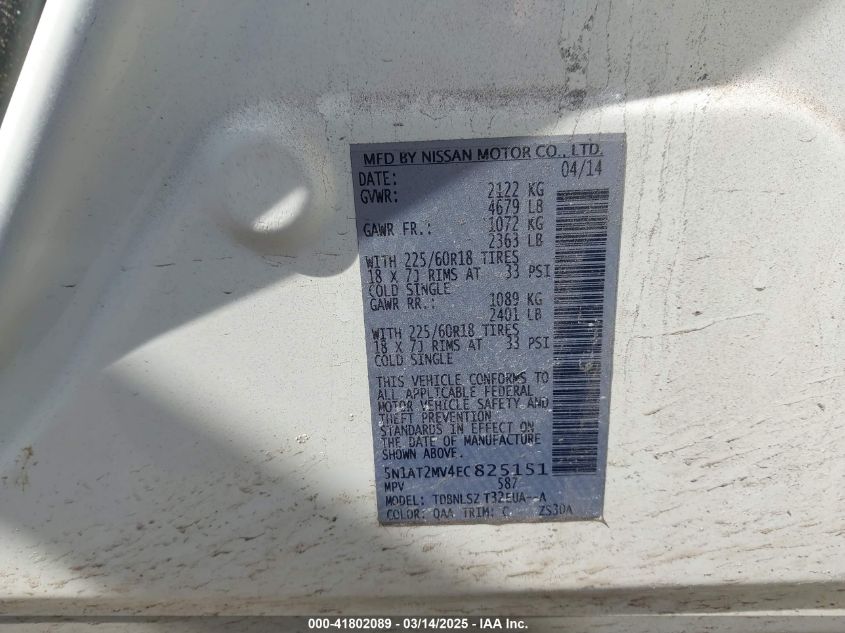 MFD BY NISSAN MOTOR CO., LTD.
DATE: 04/14
GVWR: 2122 KG
4679 LB
GAWR FR.: 1072 KG
2363 LB
WITH 225/60R18 TIRES
18 X 7J RIMS AT 33 PSI
COLD SINGLE
GAWR RR.: 1089 KG
2401 LB
WITH 225/60R18 TIRES
18 X 7J RIMS AT 33 PSI
COLD SINGLE
THIS VEHICLE CONFORMS TO
ALL APPLICABLE FEDERAL
MOTOR VEHICLE SAFETY AND
THEFT PREVENTION
STANDARDS IN EFFECT ON
THE DATE OF MANUFACTURE
SHOWN ABOVE.
5N1AT2MV4EC825151
MPV 587
MODEL: TDBNLSZ T32EUA--A
COLOR: QAA TRIM: C ZS30A
000-41802089 - 03/14/2025 - IAA Inc.